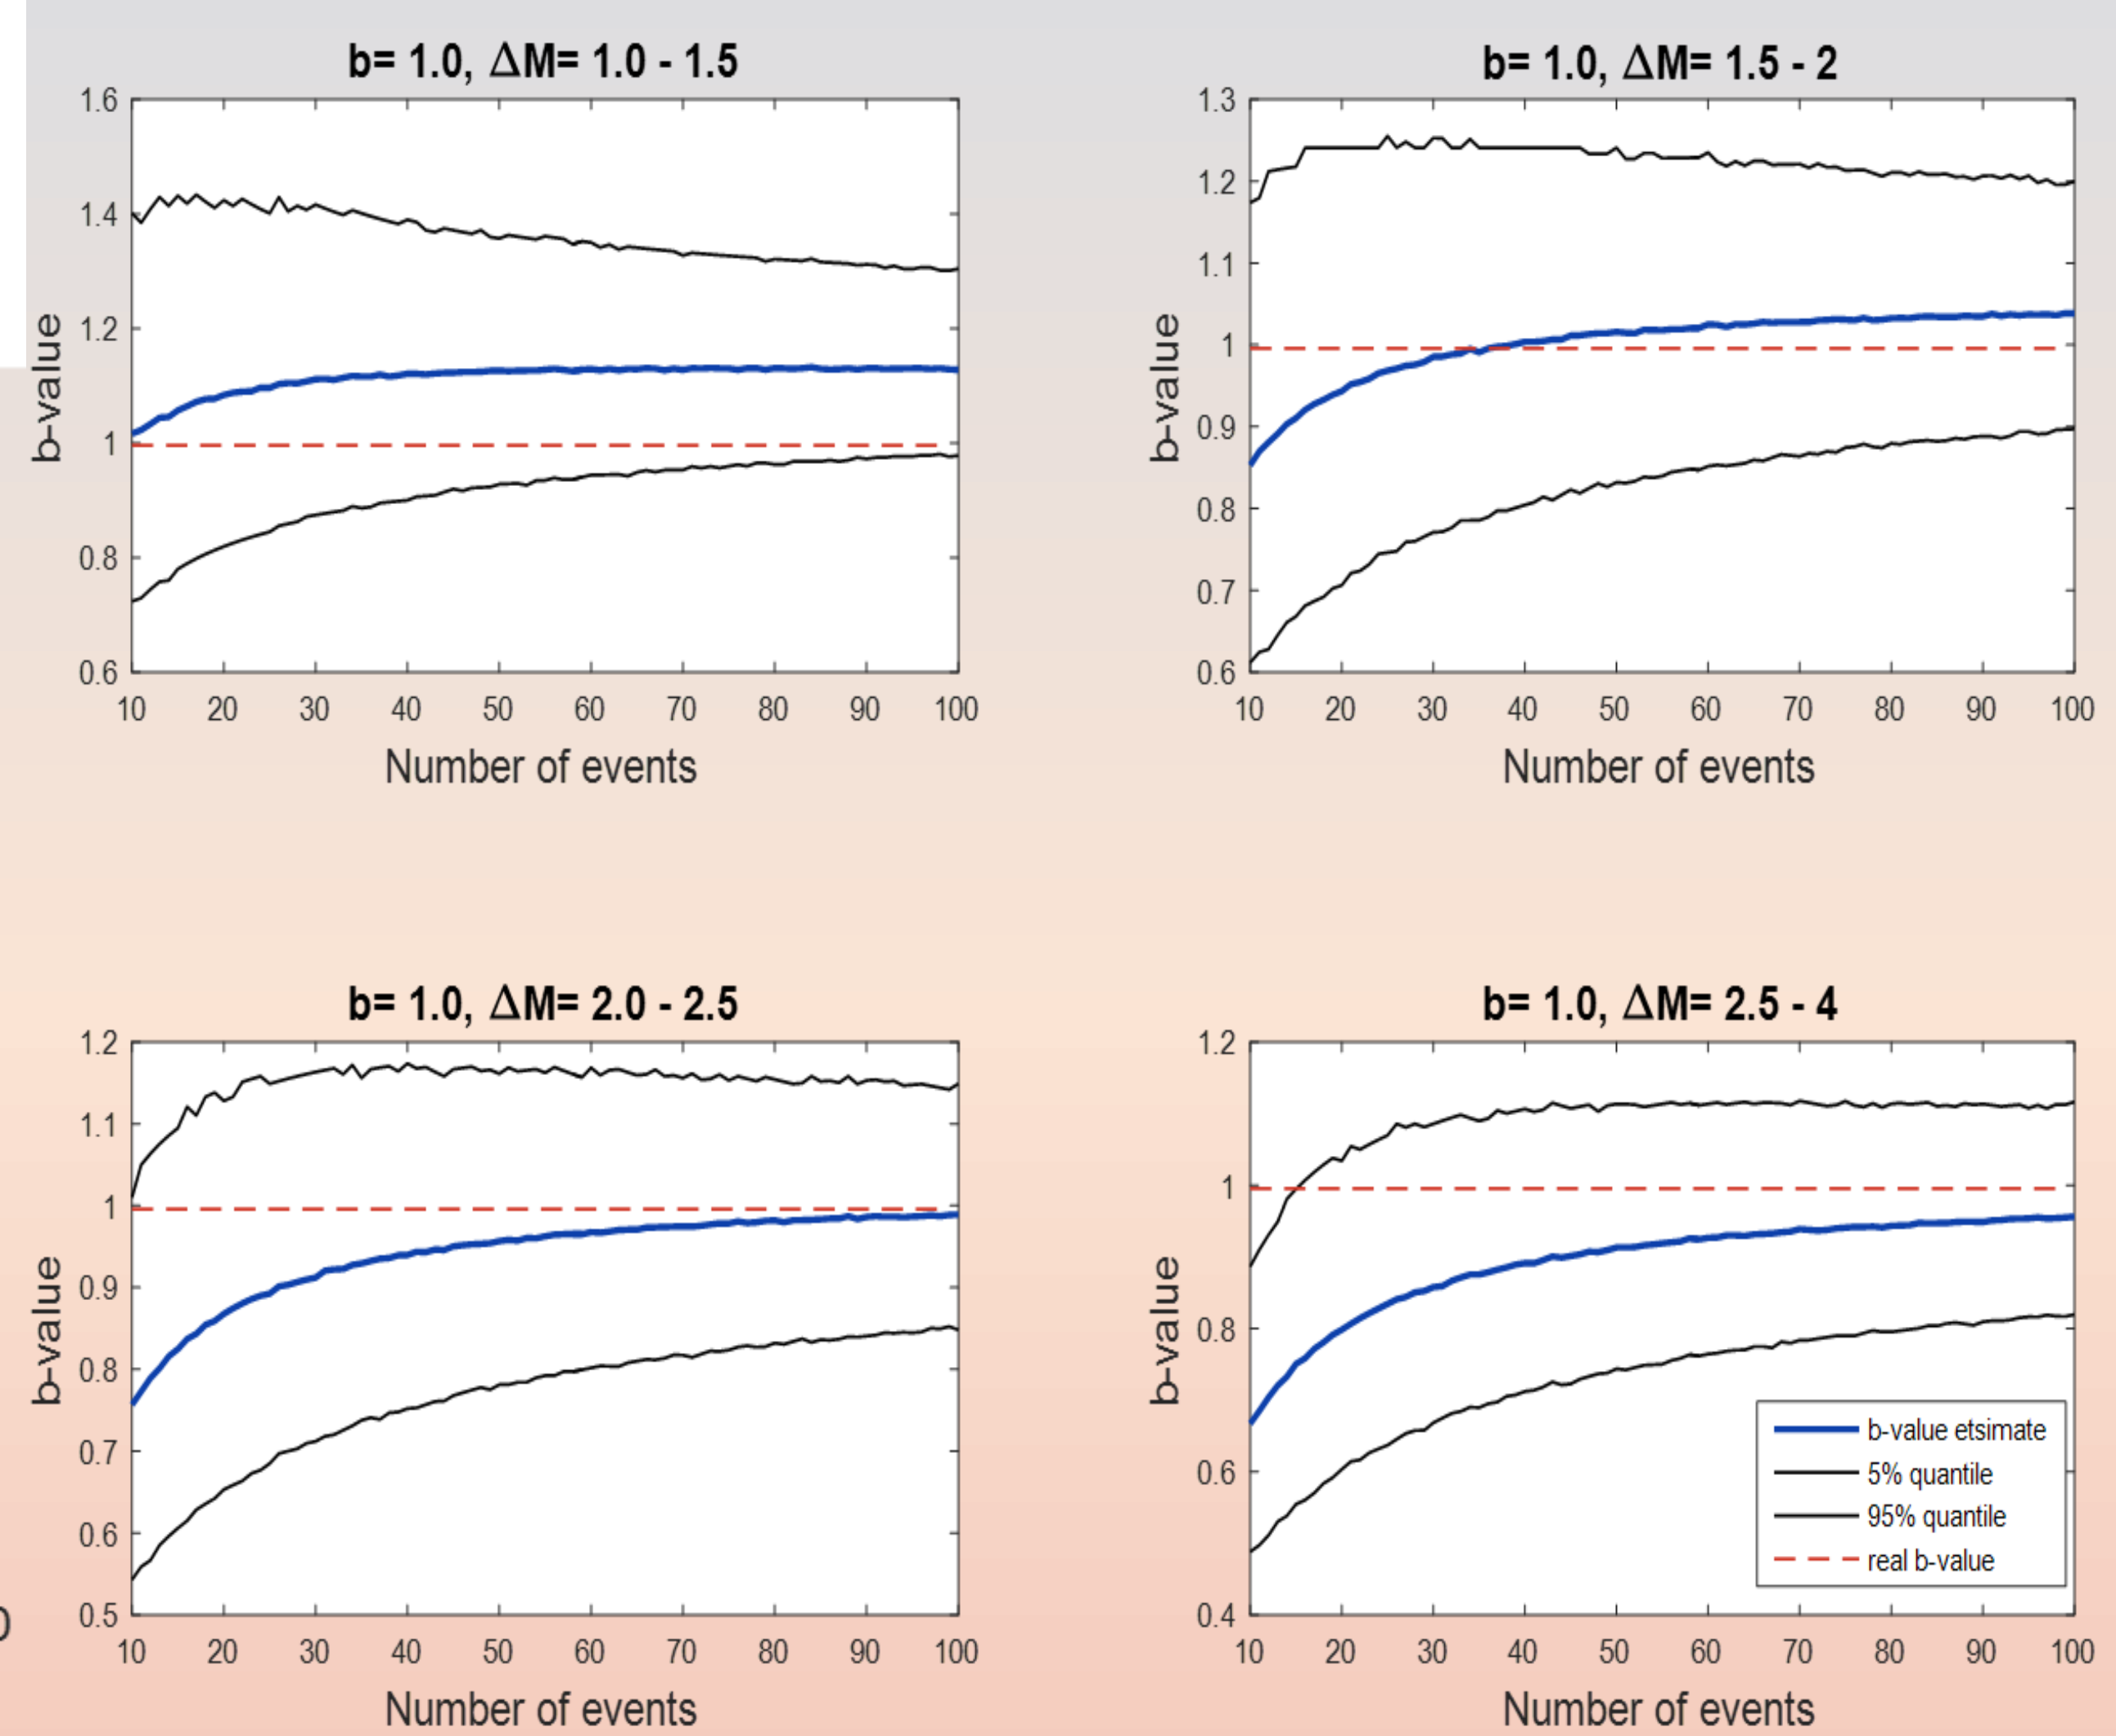 b= 1.0, ΔM= 1.0 - 1.5
1.6
1.4
1.2
1
0.8
0.6
b-value
10 20 30 40 50 60 70 80 90 100
Number of events
b= 1.0, ΔM= 1.5 - 2
1.3
1.2
1.1
1
0.9
0.8
0.7
0.6
b-value
10 20 30 40 50 60 70 80 90 100
Number of events
b= 1.0, ΔM= 2.0 - 2.5
1.2
1.1
1
0.9
0.8
0.7
0.6
0.5
b-value
10 20 30 40 50 60 70 80 90 100
Number of events
b= 1.0, ΔM= 2.5 - 4
1.2
1
0.8
0.6
0.4
b-value
b-value etsimate
5% quantile
95% quantile
real b-value
10 20 30 40 50 60 70 80 90 100
Number of events